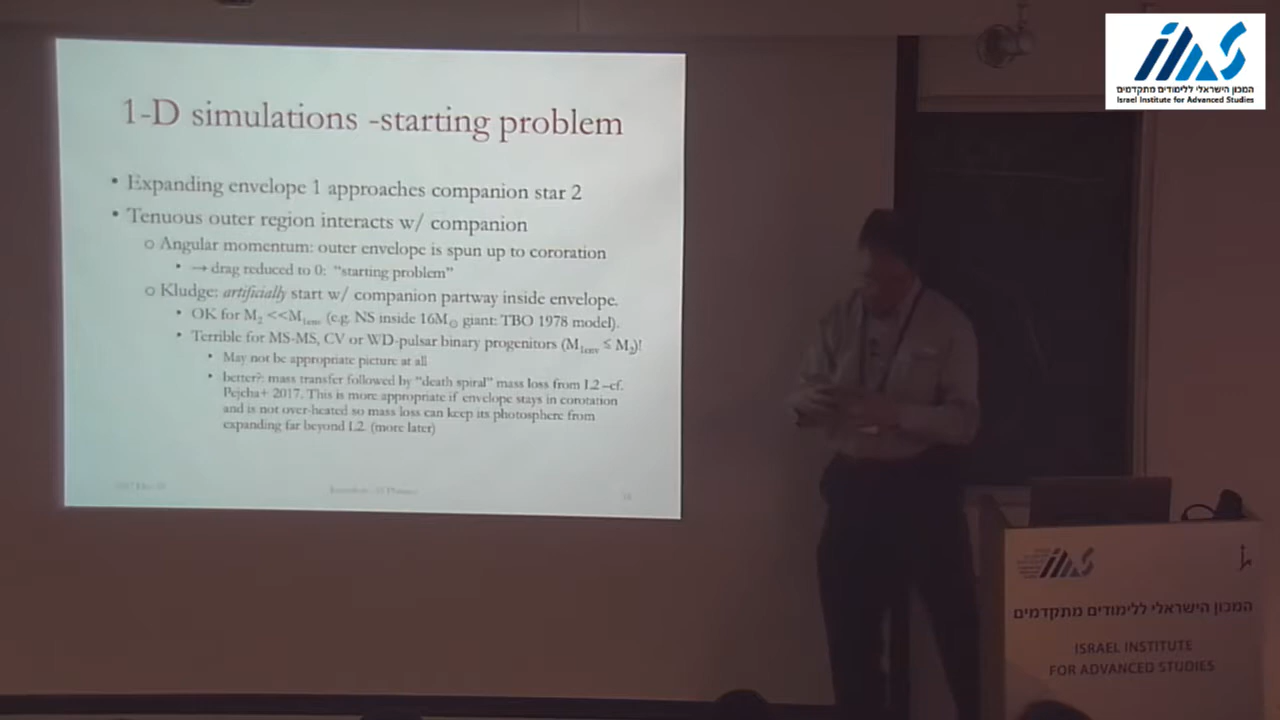 1-D simulations -starting problem
• Expanding envelope 1 approaches companion star 2
• Tenuous outer region interacts w/ companion
o Angular momentum: outer envelope is spun up to cororation
• → drag reduced to 0: "starting problem"
o Kludge: artificially start w/ companion partway inside envelope.
• OK for M2 <<M1env (e.g. NS inside 16M⊙ giant: TBO 1978 model).
• Terrible for MS-MS, CV or WD-pulsar binary progenitors (M1env ≤ M2)!
• May not be appropriate picture at all
• better?: mass transfer followed by "death spiral" mass loss from L2 –cf.
Pejcha+ 2017. This is more appropriate if envelope stays in corotation
and is not over-heated so mass loss can keep its photosphere from
expanding far beyond L2. (more later)
ias
המכון הישראלי ללימודים מתקדמים
Israel Institute for Advanced Studies
ias
המכון הישראלי ללימודים מתקדמים
ISRAEL INSTITUTE
FOR ADVANCED STUDIES